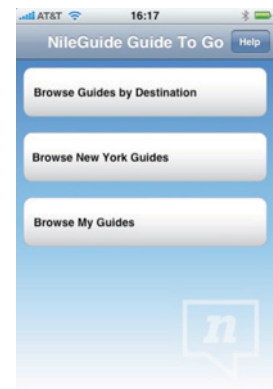 AT&T 16:17
NileGuide Guide To Go Help
Browse Guides by Destination
Browse New York Guides
Browse My Guides
n